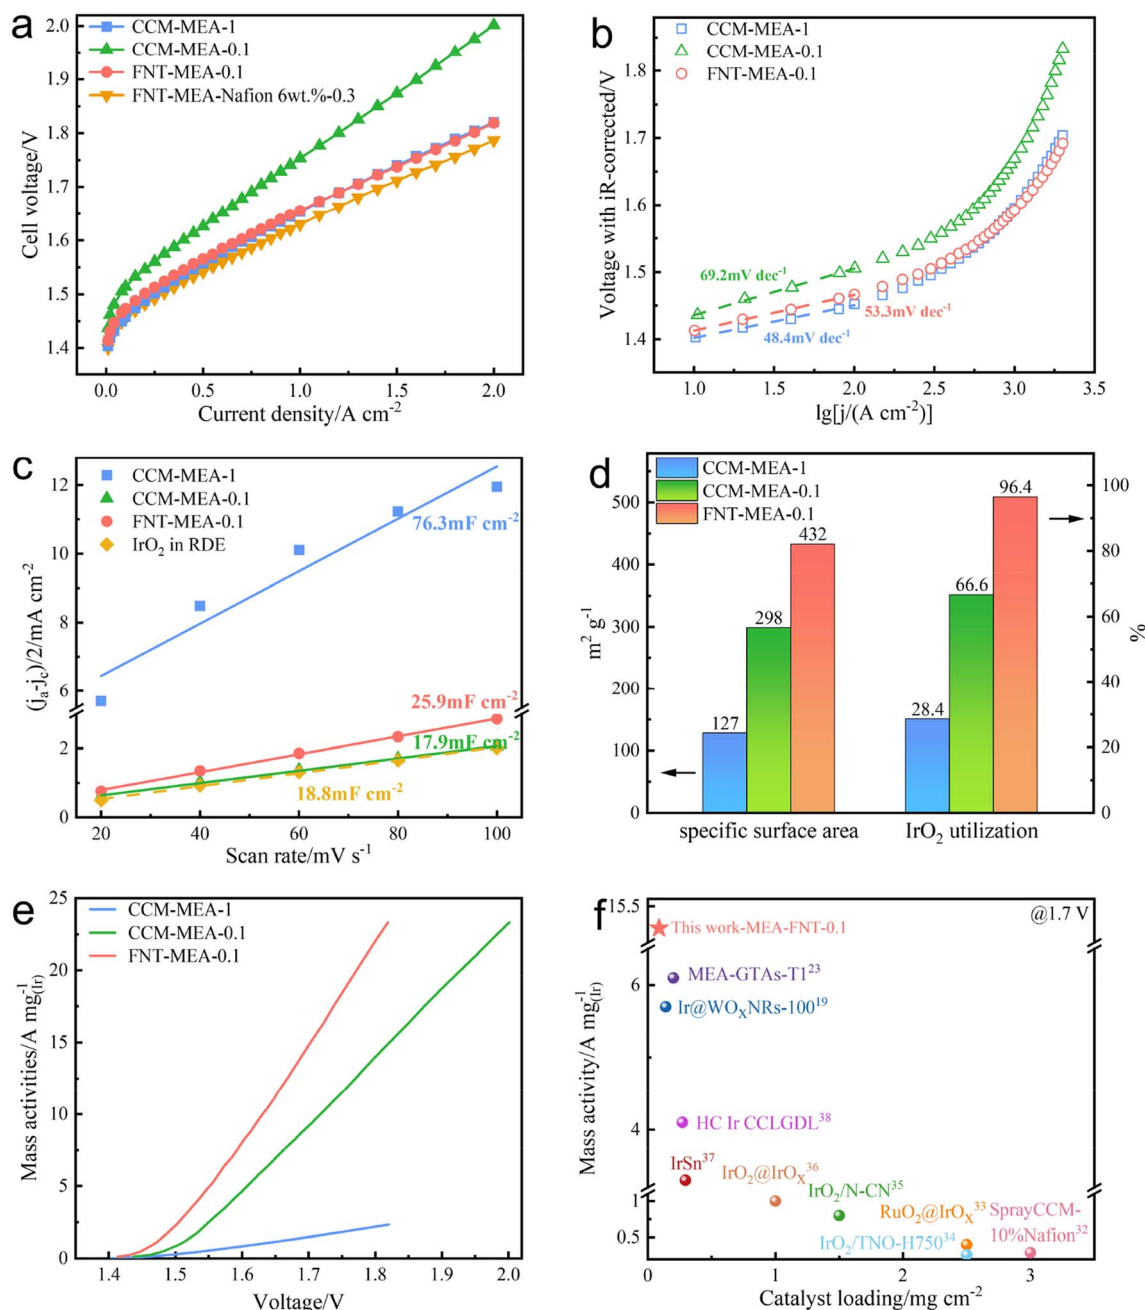 a
CCM-MEA-1
CCM-MEA-0.1
FNT-MEA-0.1
FNT-MEA-Nafion 6wt.%-0.3
2.0
1.9
1.8
1.7
1.6
1.5
1.4
Cell voltage/V
0.0
0.5
1.0
1.5
2.0
Current density/A cm⁻²
b
CCM-MEA-1
CCM-MEA-0.1
FNT-MEA-0.1
1.8
1.7
1.6
1.5
1.4
Voltage with iR-corrected/V
69.2mV dec⁻¹
53.3mV dec⁻¹
48.4mV dec⁻¹
1.0
1.5
2.0
2.5
3.0
3.5
lg[j/(A cm⁻²)]
c
CCM-MEA-1
CCM-MEA-0.1
FNT-MEA-0.1
IrO₂ in RDE
12
10
8
6
2
0
(jₐ-j꜀)/2/mA cm⁻²
76.3mF cm⁻²
25.9mF cm⁻²
17.9mF cm⁻²
18.8mF cm⁻²
20
40
60
80
100
Scan rate/mV s⁻¹
d
CCM-MEA-1
CCM-MEA-0.1
FNT-MEA-0.1
500
400
300
200
100
0
m² g⁻¹
127
298
432
28.4
66.6
96.4
100
80
60
40
20
0
%
specific surface area
IrO₂ utilization
e
CCM-MEA-1
CCM-MEA-0.1
FNT-MEA-0.1
25
20
15
10
5
0
Mass activities/A mg⁻¹(Ir)
1.4
1.5
1.6
1.7
1.8
1.9
2.0
Voltage/V
f
@1.7 V
15.5
6
4
1
0.5
Mass activity/A mg⁻¹(Ir)
This work-MEA-FNT-0.1
MEA-GTAs-T1²³
Ir@WOₓNRs-100¹⁹
HC Ir CCLGDL³⁸
IrSn³⁷
IrO₂@IrOₓ³⁶
IrO₂/N-CN³⁵
RuO₂@IrOₓ³³
SprayCCM-
10%Nafion³²
IrO₂/TNO-H750³⁴
0
1
2
3
Catalyst loading/mg cm⁻²